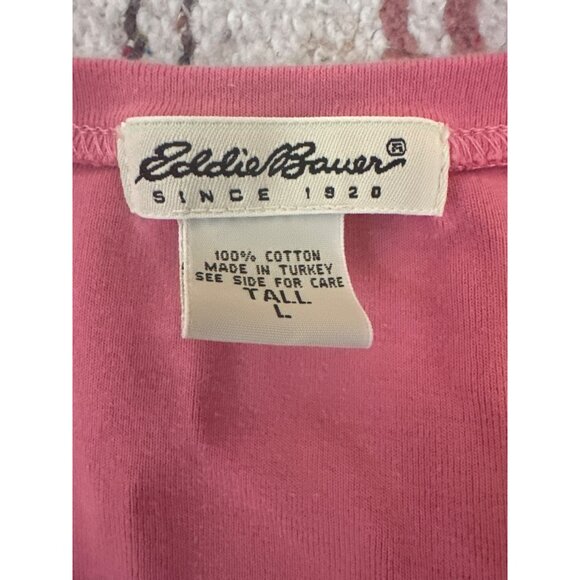 Eddie Bauer®
SINCE 1920
100% COTTON
MADE IN TURKEY
SEE SIDE FOR CARE
TALL
L